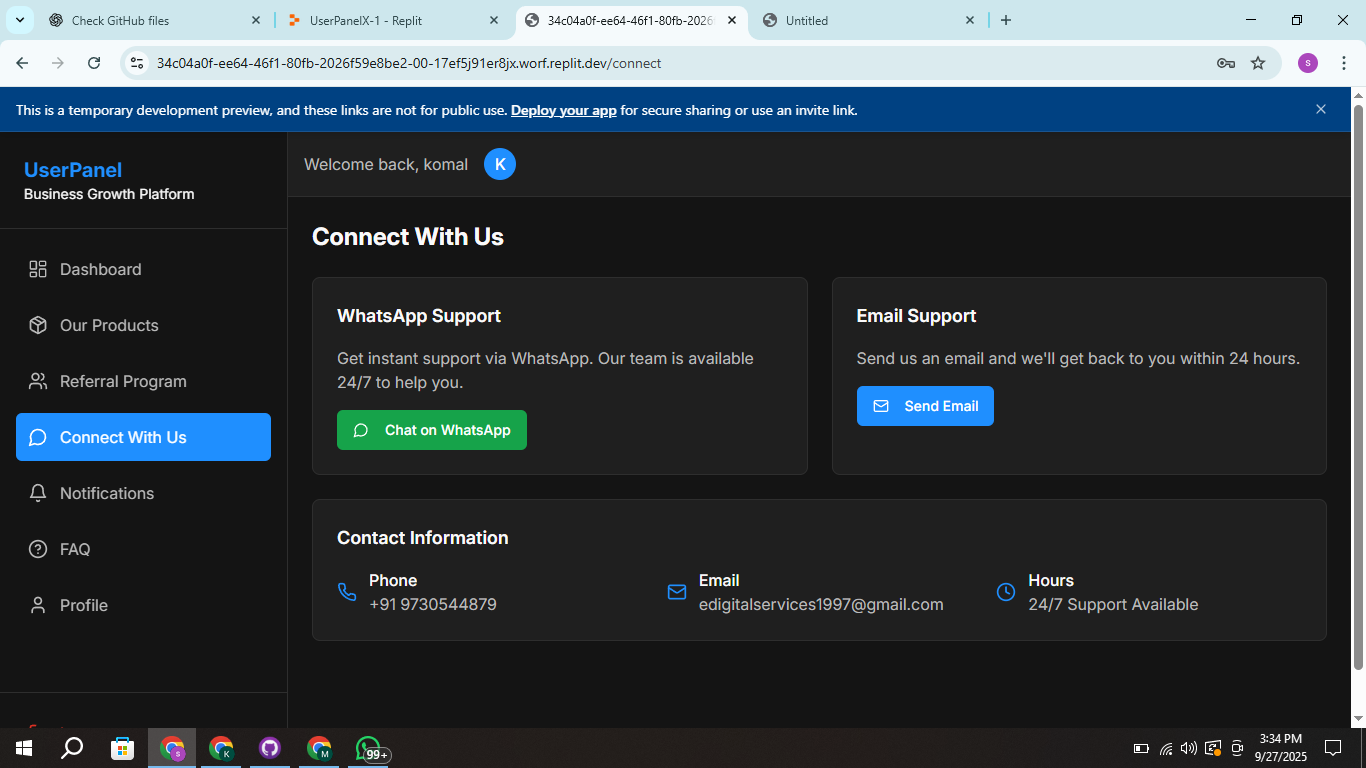 Check GitHub files
UserPanelX-1 - Replit
34c04a0f-ee64-46f1-80fb-2026
Untitled
34c04a0f-ee64-46f1-80fb-2026f59e8be2-00-17ef5j91er8jx.worf.replit.dev/connect
S
This is a temporary development preview, and these links are not for public use. Deploy your app for secure sharing or use an invite link.
UserPanel
Business Growth Platform
Welcome back, komal
K
Dashboard
Our Products
Referral Program
Connect With Us
Notifications
FAQ
Profile
Connect With Us
WhatsApp Support
Get instant support via WhatsApp. Our team is available
24/7 to help you.
Chat on WhatsApp
Email Support
Send us an email and we'll get back to you within 24 hours.
Send Email
Contact Information
Phone
+91 9730544879
Email
edigitalservices1997@gmail.com
Hours
24/7 Support Available
S
K
M
99+
3:34 PM
9/27/2025